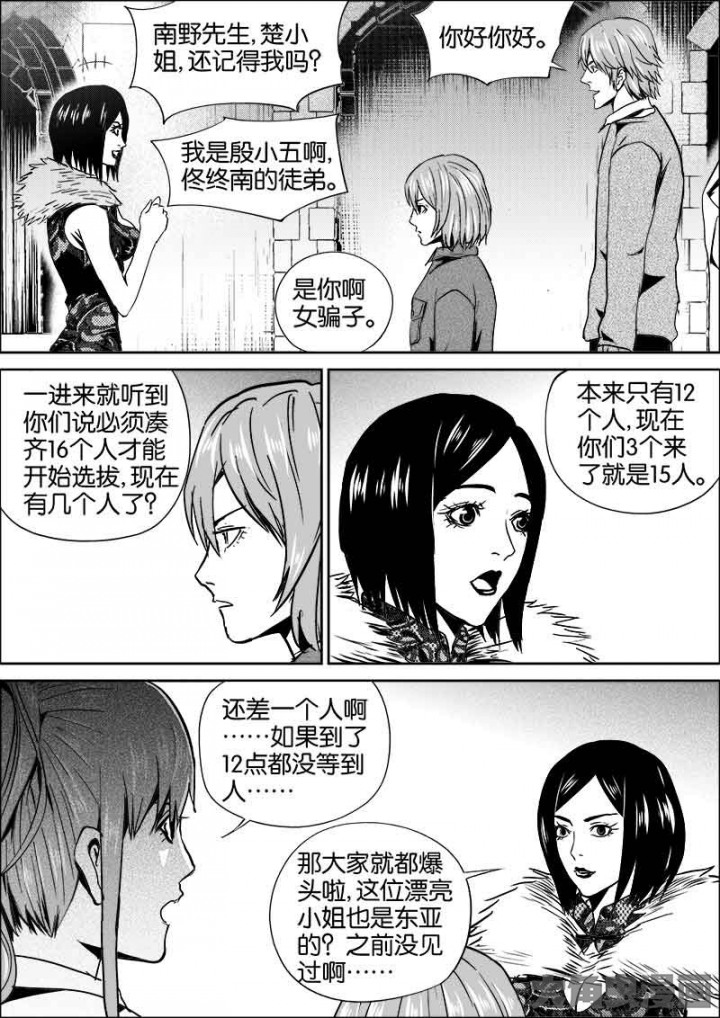 南野先生,楚小
姐,还记得我吗?
你好你好。
我是殷小五啊,
佟终南的徒弟。
是你啊
女骗子。
一进来就听到
你们说必须凑
齐16个人才能
开始选拔,现在
有几个人了?
本来只有12
个人,现在
你们3个来
了就是15人。
还差一个人啊
……如果到了
12点都没等到
人……
那大家就都爆
头啦,这位漂亮
小姐也是东亚
的?之前没见
过啊……